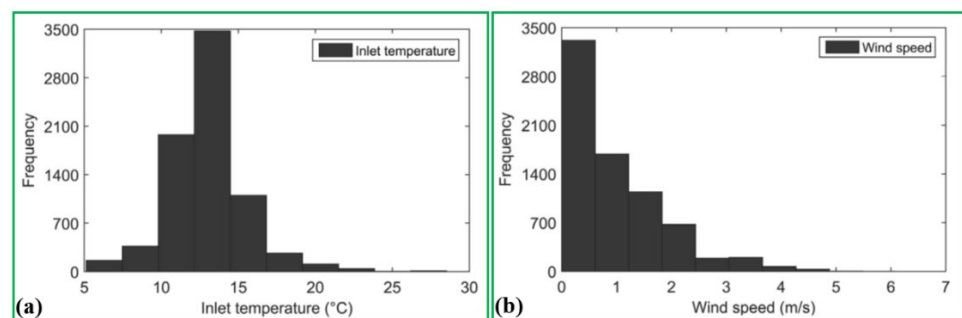 3500
2800
2100
1400
700
0
Frequency
Inlet temperature
5 10 15 20 25 30
Inlet temperature (°C)
(a)
3500
2800
2100
1400
700
0
Frequency
Wind speed
0 1 2 3 4 5 6 7
Wind speed (m/s)
(b)